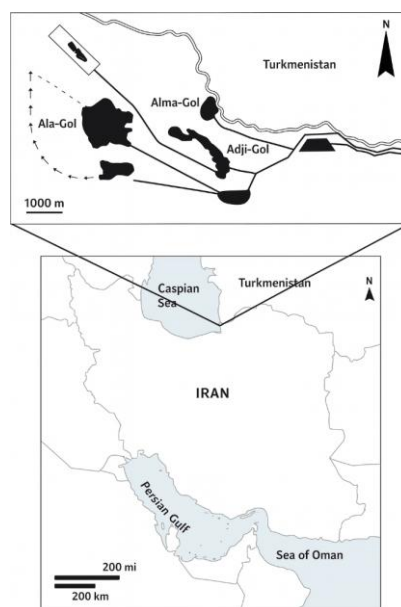 N
Turkmenistan
Alma-Gol
Ala-Gol
Adji-Gol
1000 m
Caspian
Sea
Turkmenistan
N
IRAN
Persian Gulf
Sea of Oman
200 mi
200 km